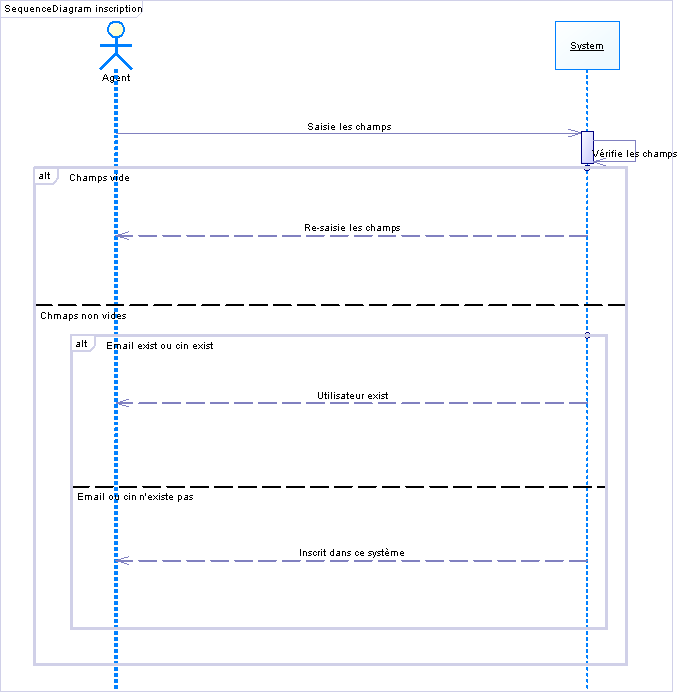 SequenceDiagram inscription
System
Agent
Saisie les champs
Vérifie les champs
alt
Champs vide
Re-saisie les champs
Chmaps non vides
alt
Email exist ou cin exist
Utilisateur exist
Email ou cin n'existe pas
Inscrit dans ce système